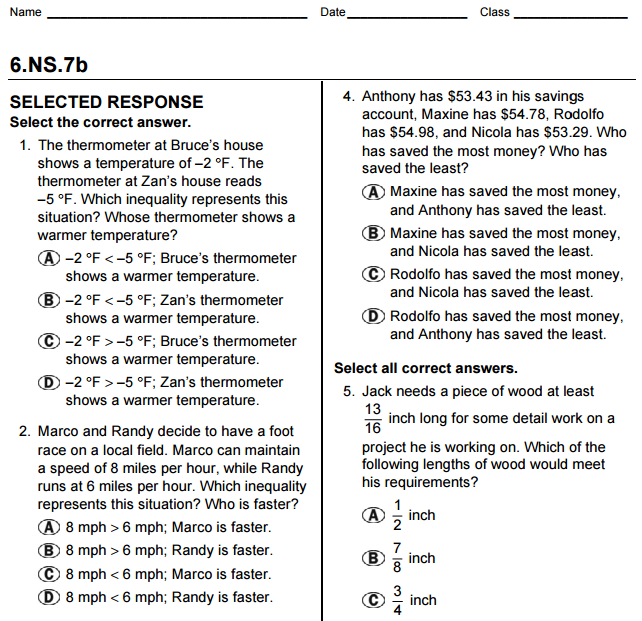 Name Date Class
6.NS.7b
SELECTED RESPONSE
Select the correct answer.
1. The thermometer at Bruce's house
shows a temperature of –2 ºF. The
thermometer at Zan's house reads
–5 ºF. Which inequality represents this
situation? Whose thermometer shows a
warmer temperature?
A –2 ºF < –5 ºF; Bruce's thermometer
shows a warmer temperature.
B –2 ºF < –5 ºF; Zan's thermometer
shows a warmer temperature.
C –2 ºF > –5 ºF; Bruce's thermometer
shows a warmer temperature.
D –2 ºF > –5 ºF; Zan's thermometer
shows a warmer temperature.
2. Marco and Randy decide to have a foot
race on a local field. Marco can maintain
a speed of 8 miles per hour, while Randy
runs at 6 miles per hour. Which inequality
represents this situation? Who is faster?
A 8 mph > 6 mph; Marco is faster.
B 8 mph > 6 mph; Randy is faster.
C 8 mph < 6 mph; Marco is faster.
D 8 mph < 6 mph; Randy is faster.
4. Anthony has $53.43 in his savings
account, Maxine has $54.78, Rodolfo
has $54.98, and Nicola has $53.29. Who
has saved the most money? Who has
saved the least?
A Maxine has saved the most money,
and Anthony has saved the least.
B Maxine has saved the most money,
and Nicola has saved the least.
C Rodolfo has saved the most money,
and Nicola has saved the least.
D Rodolfo has saved the most money,
and Anthony has saved the least.
Select all correct answers.
5. Jack needs a piece of wood at least
13/16 inch long for some detail work on a
project he is working on. Which of the
following lengths of wood would meet
his requirements?
A 1/2 inch
B 7/8 inch
C 3/4 inch